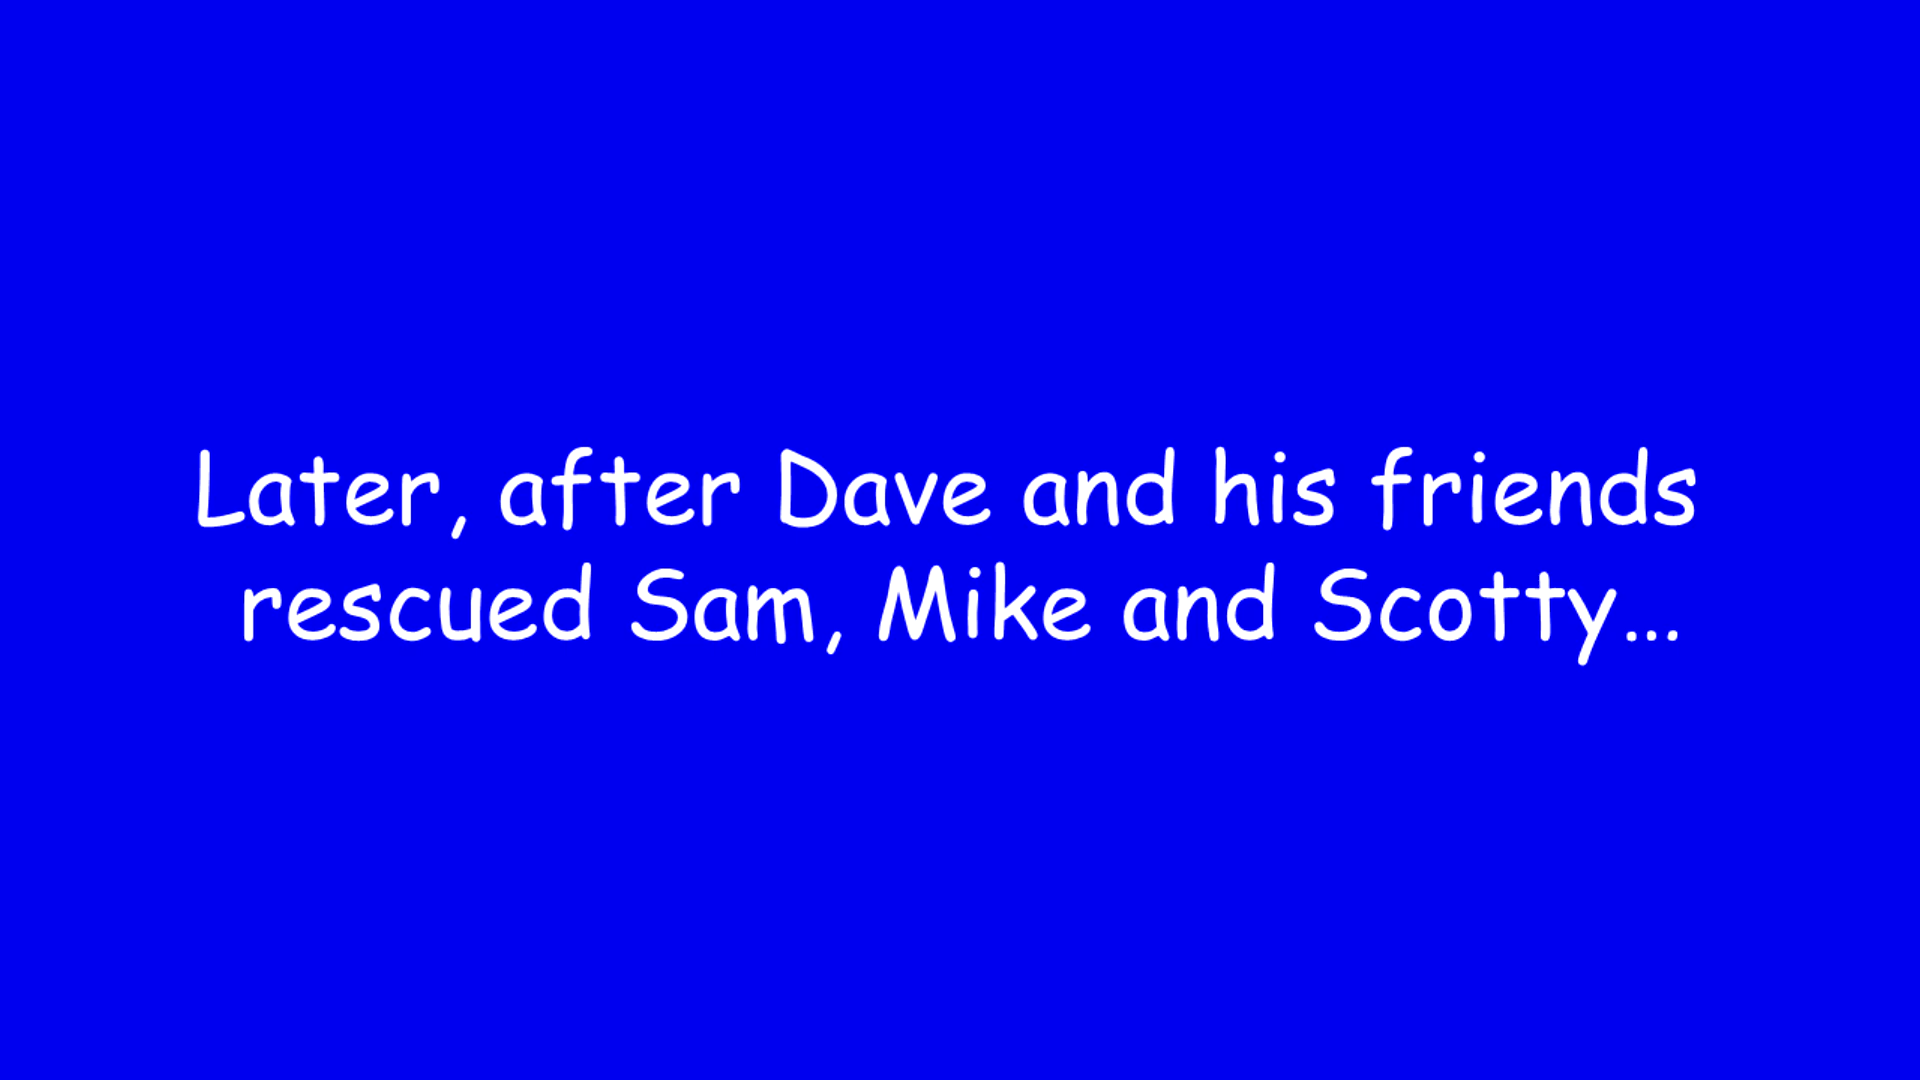 Later, after Dave and his friends
rescued Sam, Mike and Scotty...